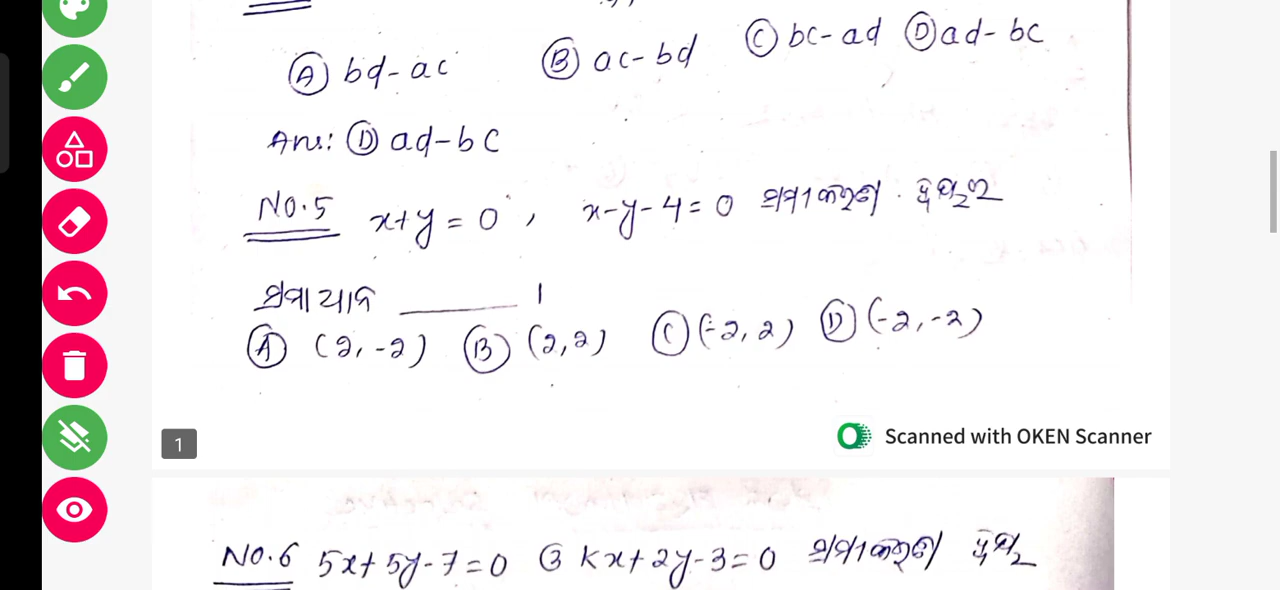 (A) bd-ac (B) ac-bd (C) bc-ad (D) ad-bc
Ans: (D) ad-bc
No.5 x+y=0, x-y-4=0 ସମୀକରଣ ଦ୍ୱୟର
ସମାଧାନ ______ ।
(A) (2,-2) (B) (2,2) (C) (-2,2) (D) (-2,-2)
1
Scanned with OKEN Scanner
No.6 5x+5y-7=0 ଓ kx+2y-3=0 ସମୀକରଣ